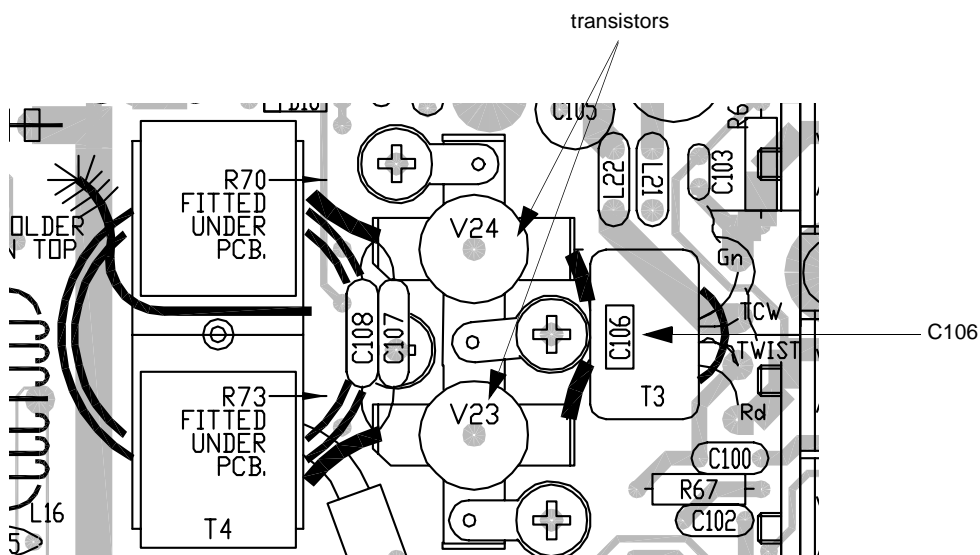 transistors
C105
R6
L22
L21
C103
R70
FITTED
UNDER
PCB.
OLDER
N TOP
V24
Gn
TCW
C108
C107
C106
C106
TWIST
R73
FITTED
UNDER
PCB.
V23
T3
Rd
C100
R67
C102
L16
T4
5